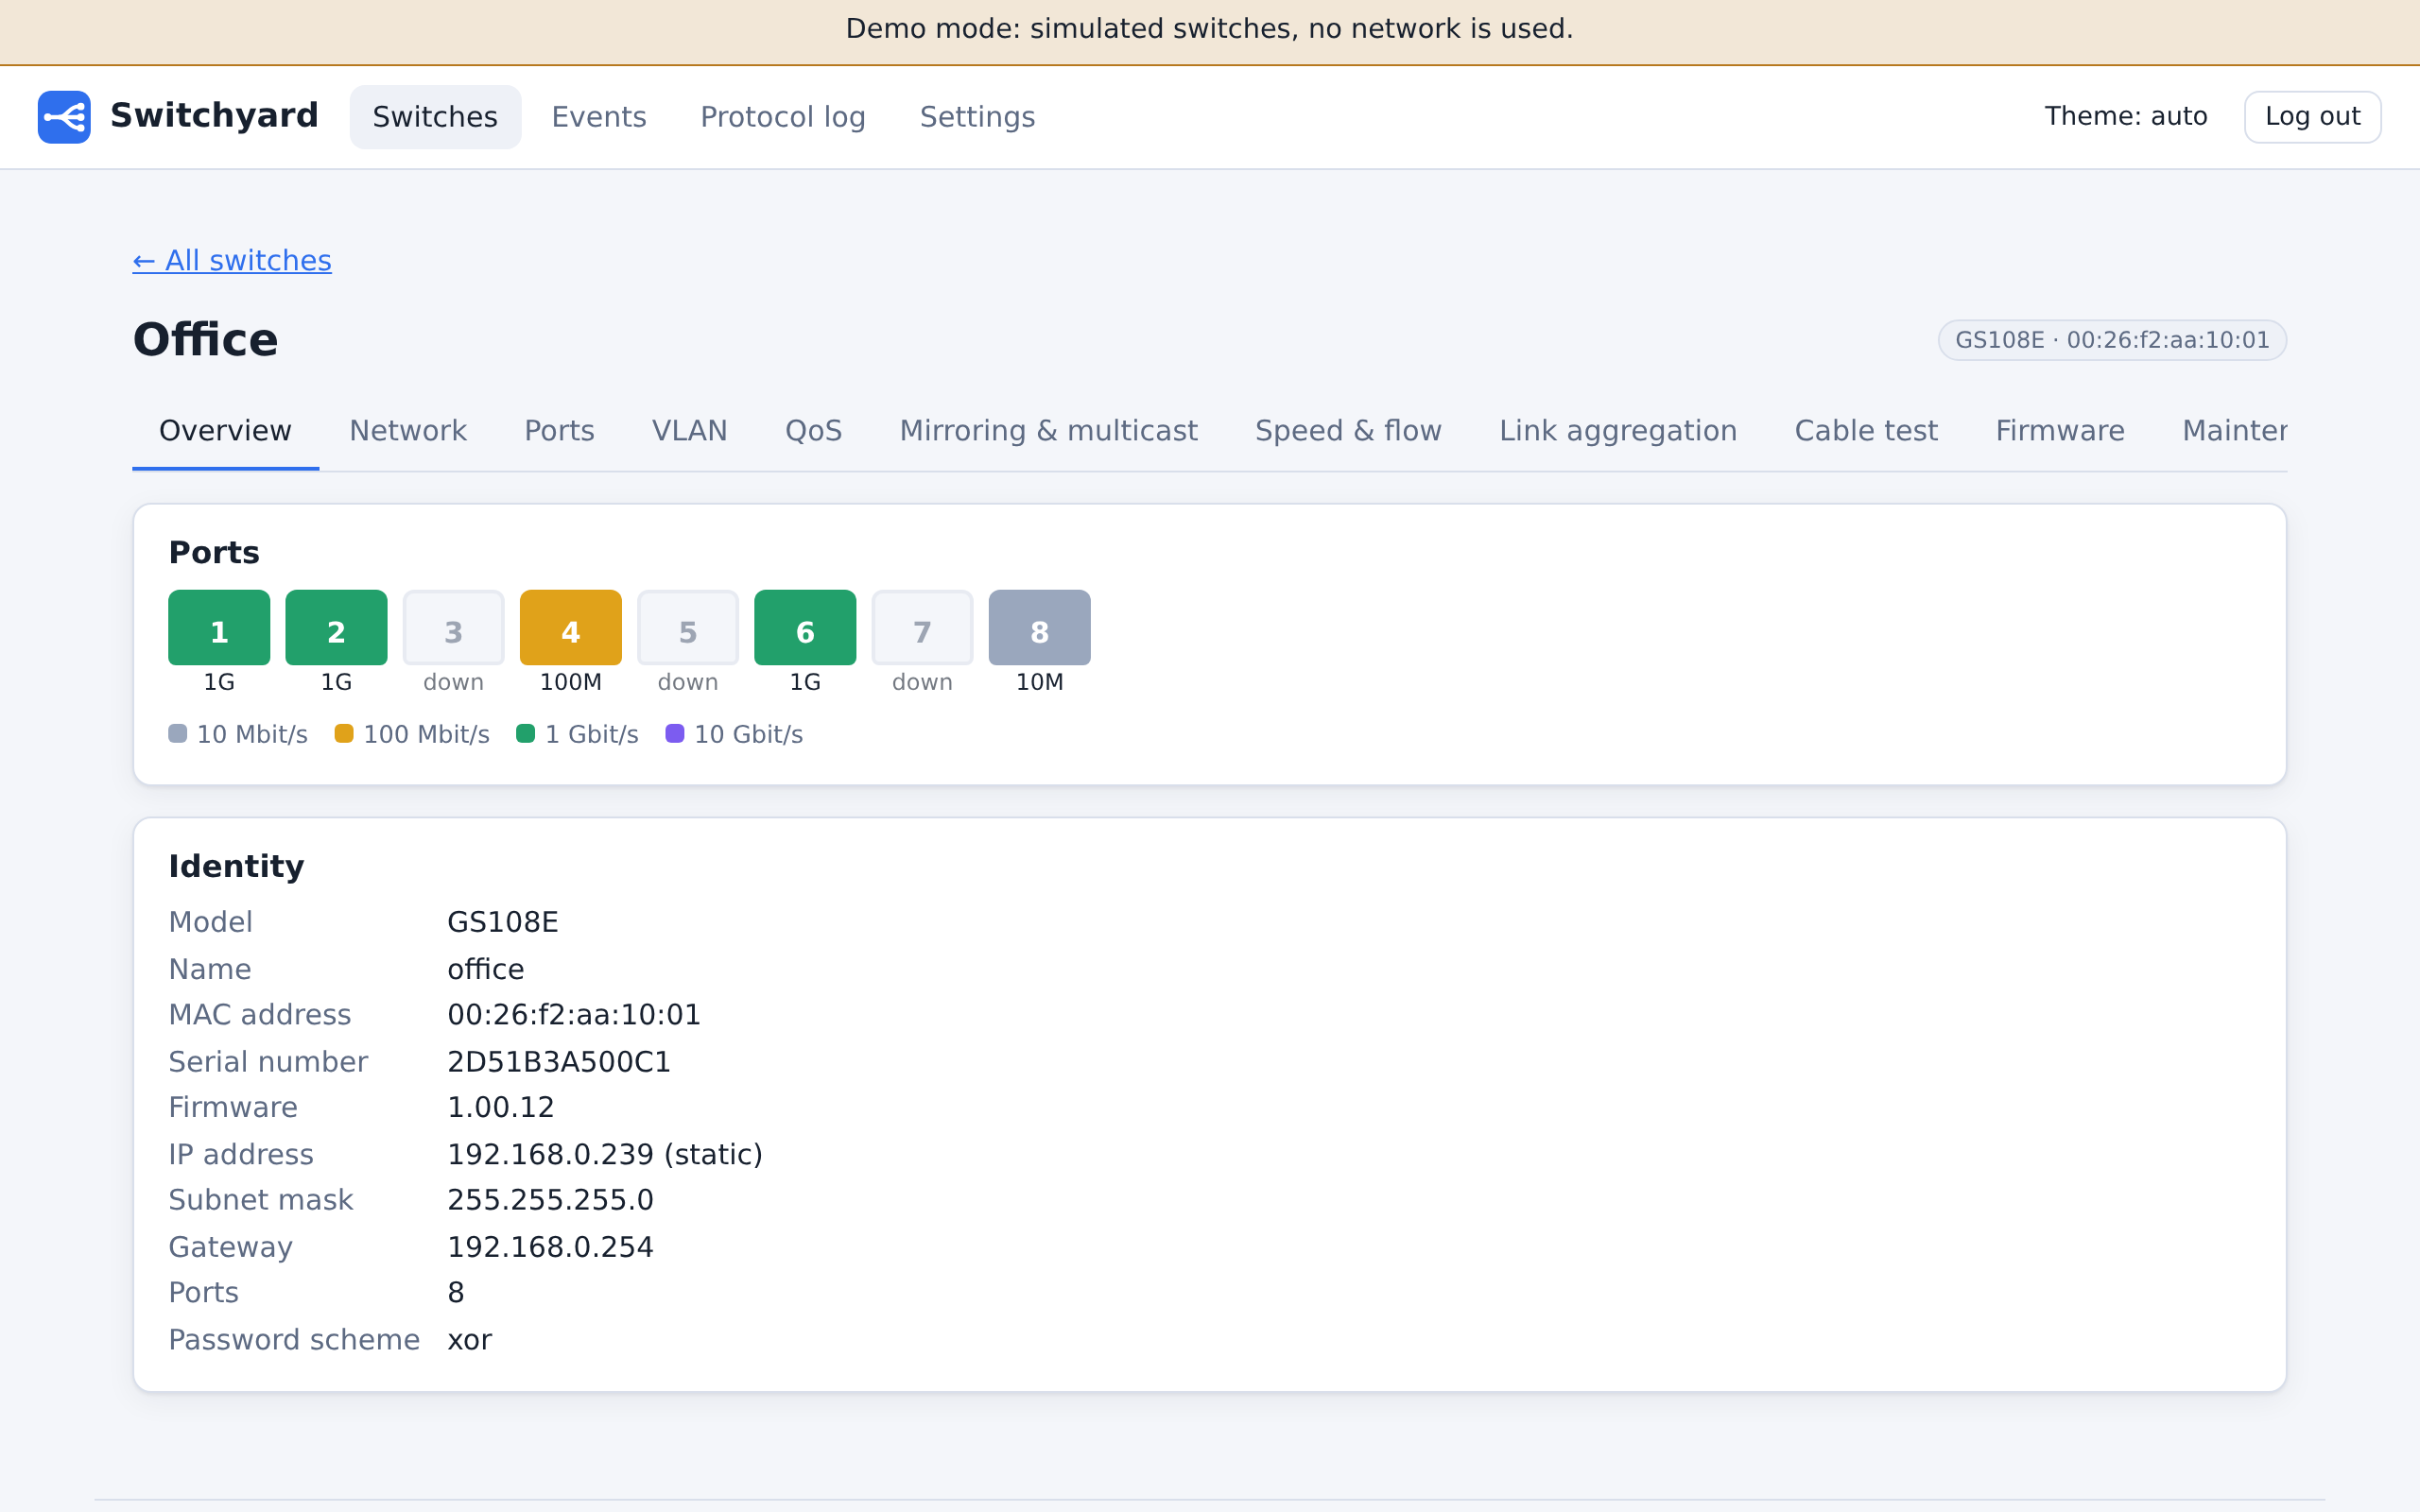 Demo mode: simulated switches, no network is used.
Switchyard Switches Events Protocol log Settings Theme: auto Log out
← All switches
Office GS108E · 00:26:f2:aa:10:01
Overview Network Ports VLAN QoS Mirroring & multicast Speed & flow Link aggregation Cable test Firmware Mainter
Ports
1 2 3 4 5 6 7 8
1G 1G down 100M down 1G down 10M
10 Mbit/s 100 Mbit/s 1 Gbit/s 10 Gbit/s
Identity
Model GS108E
Name office
MAC address 00:26:f2:aa:10:01
Serial number 2D51B3A500C1
Firmware 1.00.12
IP address 192.168.0.239 (static)
Subnet mask 255.255.255.0
Gateway 192.168.0.254
Ports 8
Password scheme xor